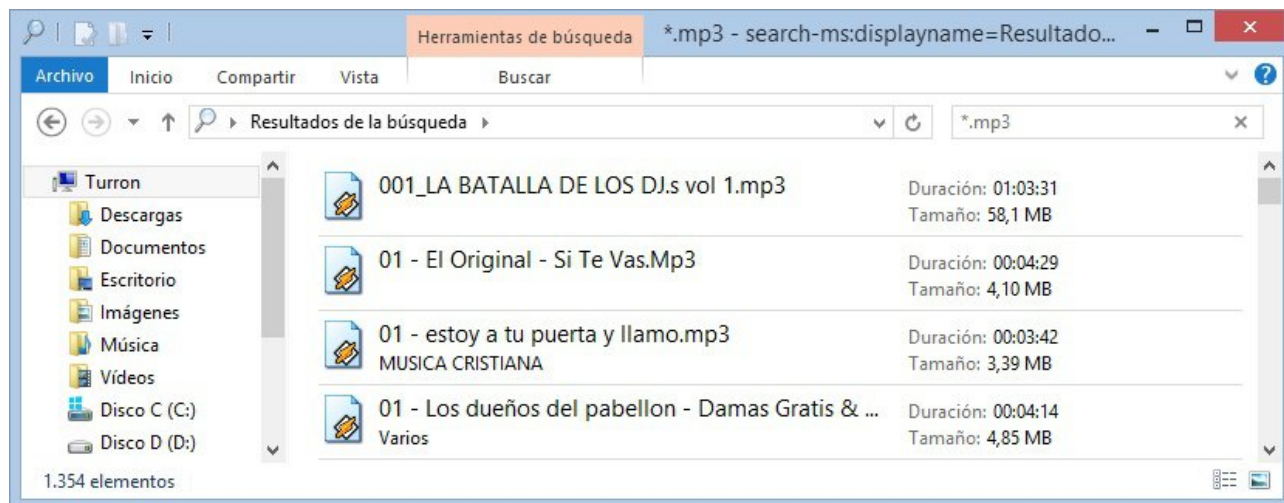 Herramientas de búsqueda
*.mp3 - search-ms:displayname=Resultado...
Archivo Inicio Compartir Vista Buscar
Resultados de la búsqueda
*.mp3
Turron
Descargas
Documentos
Escritorio
Imágenes
Música
Vídeos
Disco C (C:)
Disco D (D:)
001_LA BATALLA DE LOS DJ.s vol 1.mp3
Duración: 01:03:31
Tamaño: 58,1 MB
01 - El Original - Si Te Vas.Mp3
Duración: 00:04:29
Tamaño: 4,10 MB
01 - estoy a tu puerta y llamo.mp3
MUSICA CRISTIANA
Duración: 00:03:42
Tamaño: 3,39 MB
01 - Los dueños del pabellon - Damas Gratis & ...
Varios
Duración: 00:04:14
Tamaño: 4,85 MB
1.354 elementos